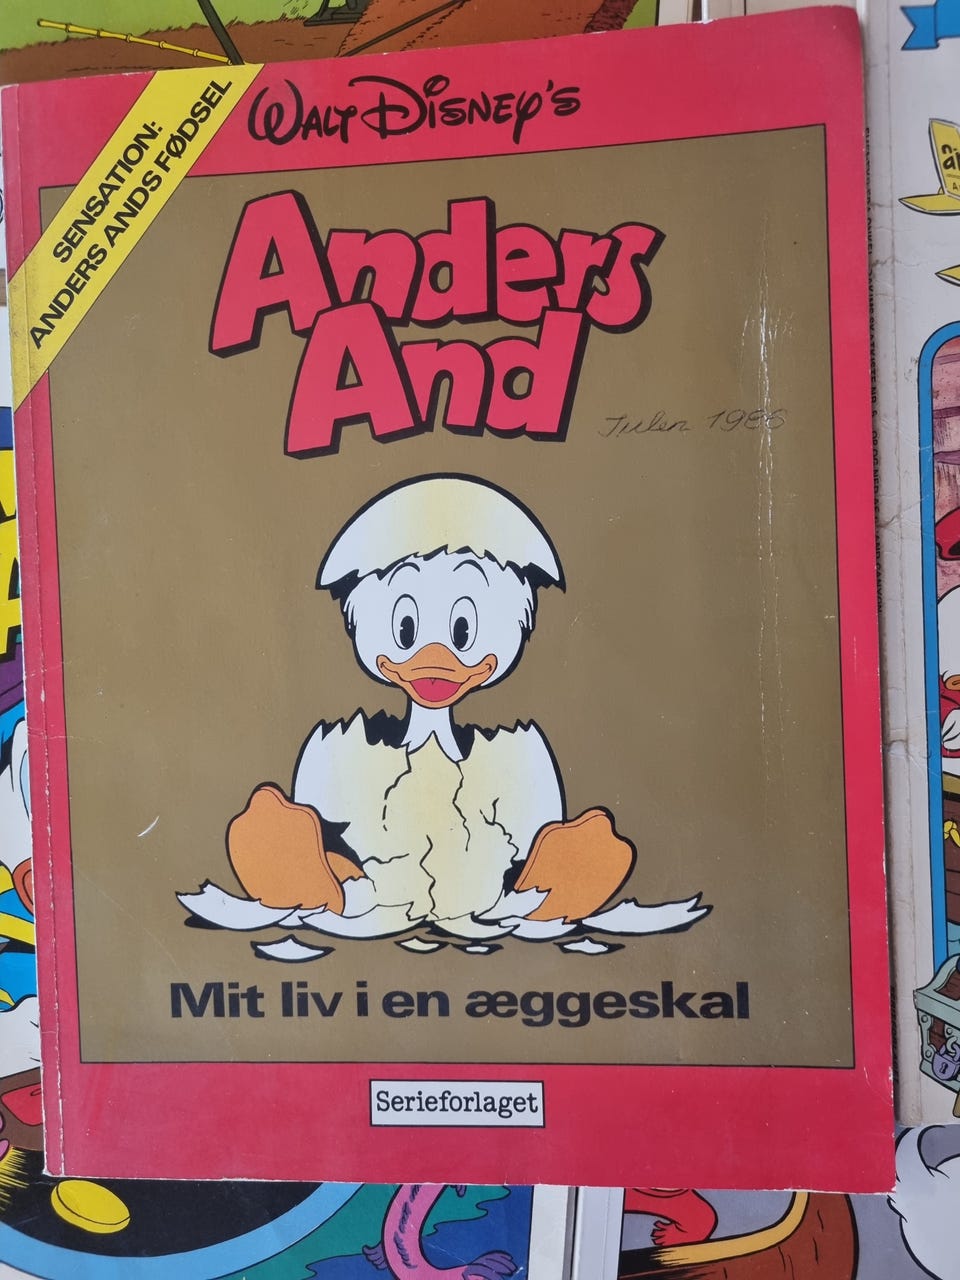 SENSATION:
ANDERS ANDS FØDSEL
WALT DISNEY'S
Anders
And
Julen 1986
Mit liv i en æggeskal
Serieforlaget